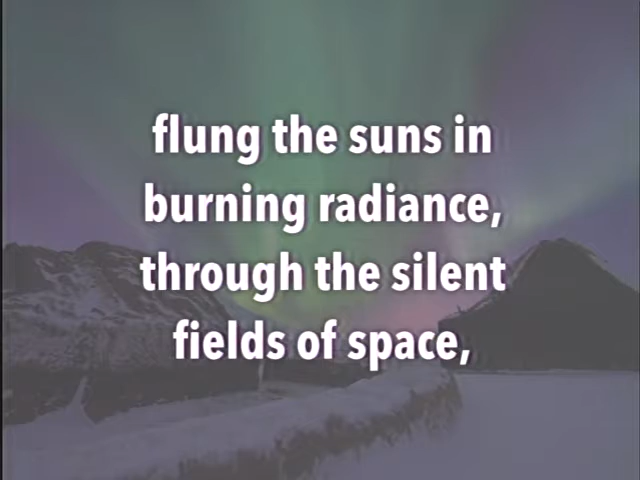 flung the suns in
burning radiance,
through the silent
fields of space,